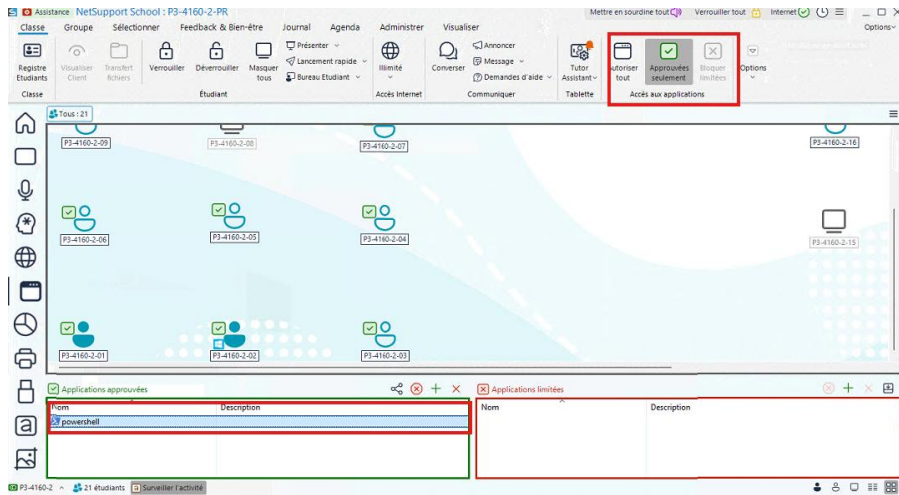 Assistance NetSupport School : P3-4160-2-PR Mettre en sourdine tout Verrouiller tout Internet
Classe Groupe Sélectionner Feedback & Bien-être Journal Agenda Administrer Visualiser Options
Registre Etudiants Visualiser Client Transfert fichiers Verrouiller Déverrouiller Masquer tous Présenter Lancement rapide Bureau Etudiant Illimité Converser Annoncer Message Demandes d'aide Tutor Assistant Autoriser tout Approuvées seulement Bloquer limitées Options
Classe Étudiant Accès Internet Communiquer Tablette Accès aux applications
Tous : 21
P3-4160-2-09 P3-4160-2-08 P3-4160-2-07 P3-4160-2-16
P3-4160-2-06 P3-4160-2-05 P3-4160-2-04 P3-4160-2-15
P3-4160-2-01 P3-4160-2-02 P3-4160-2-03
Applications approuvées Applications limitées
Nom Description Nom Description
powershell
a
P3-4160-2 21 étudiants a Surveiller l'activité